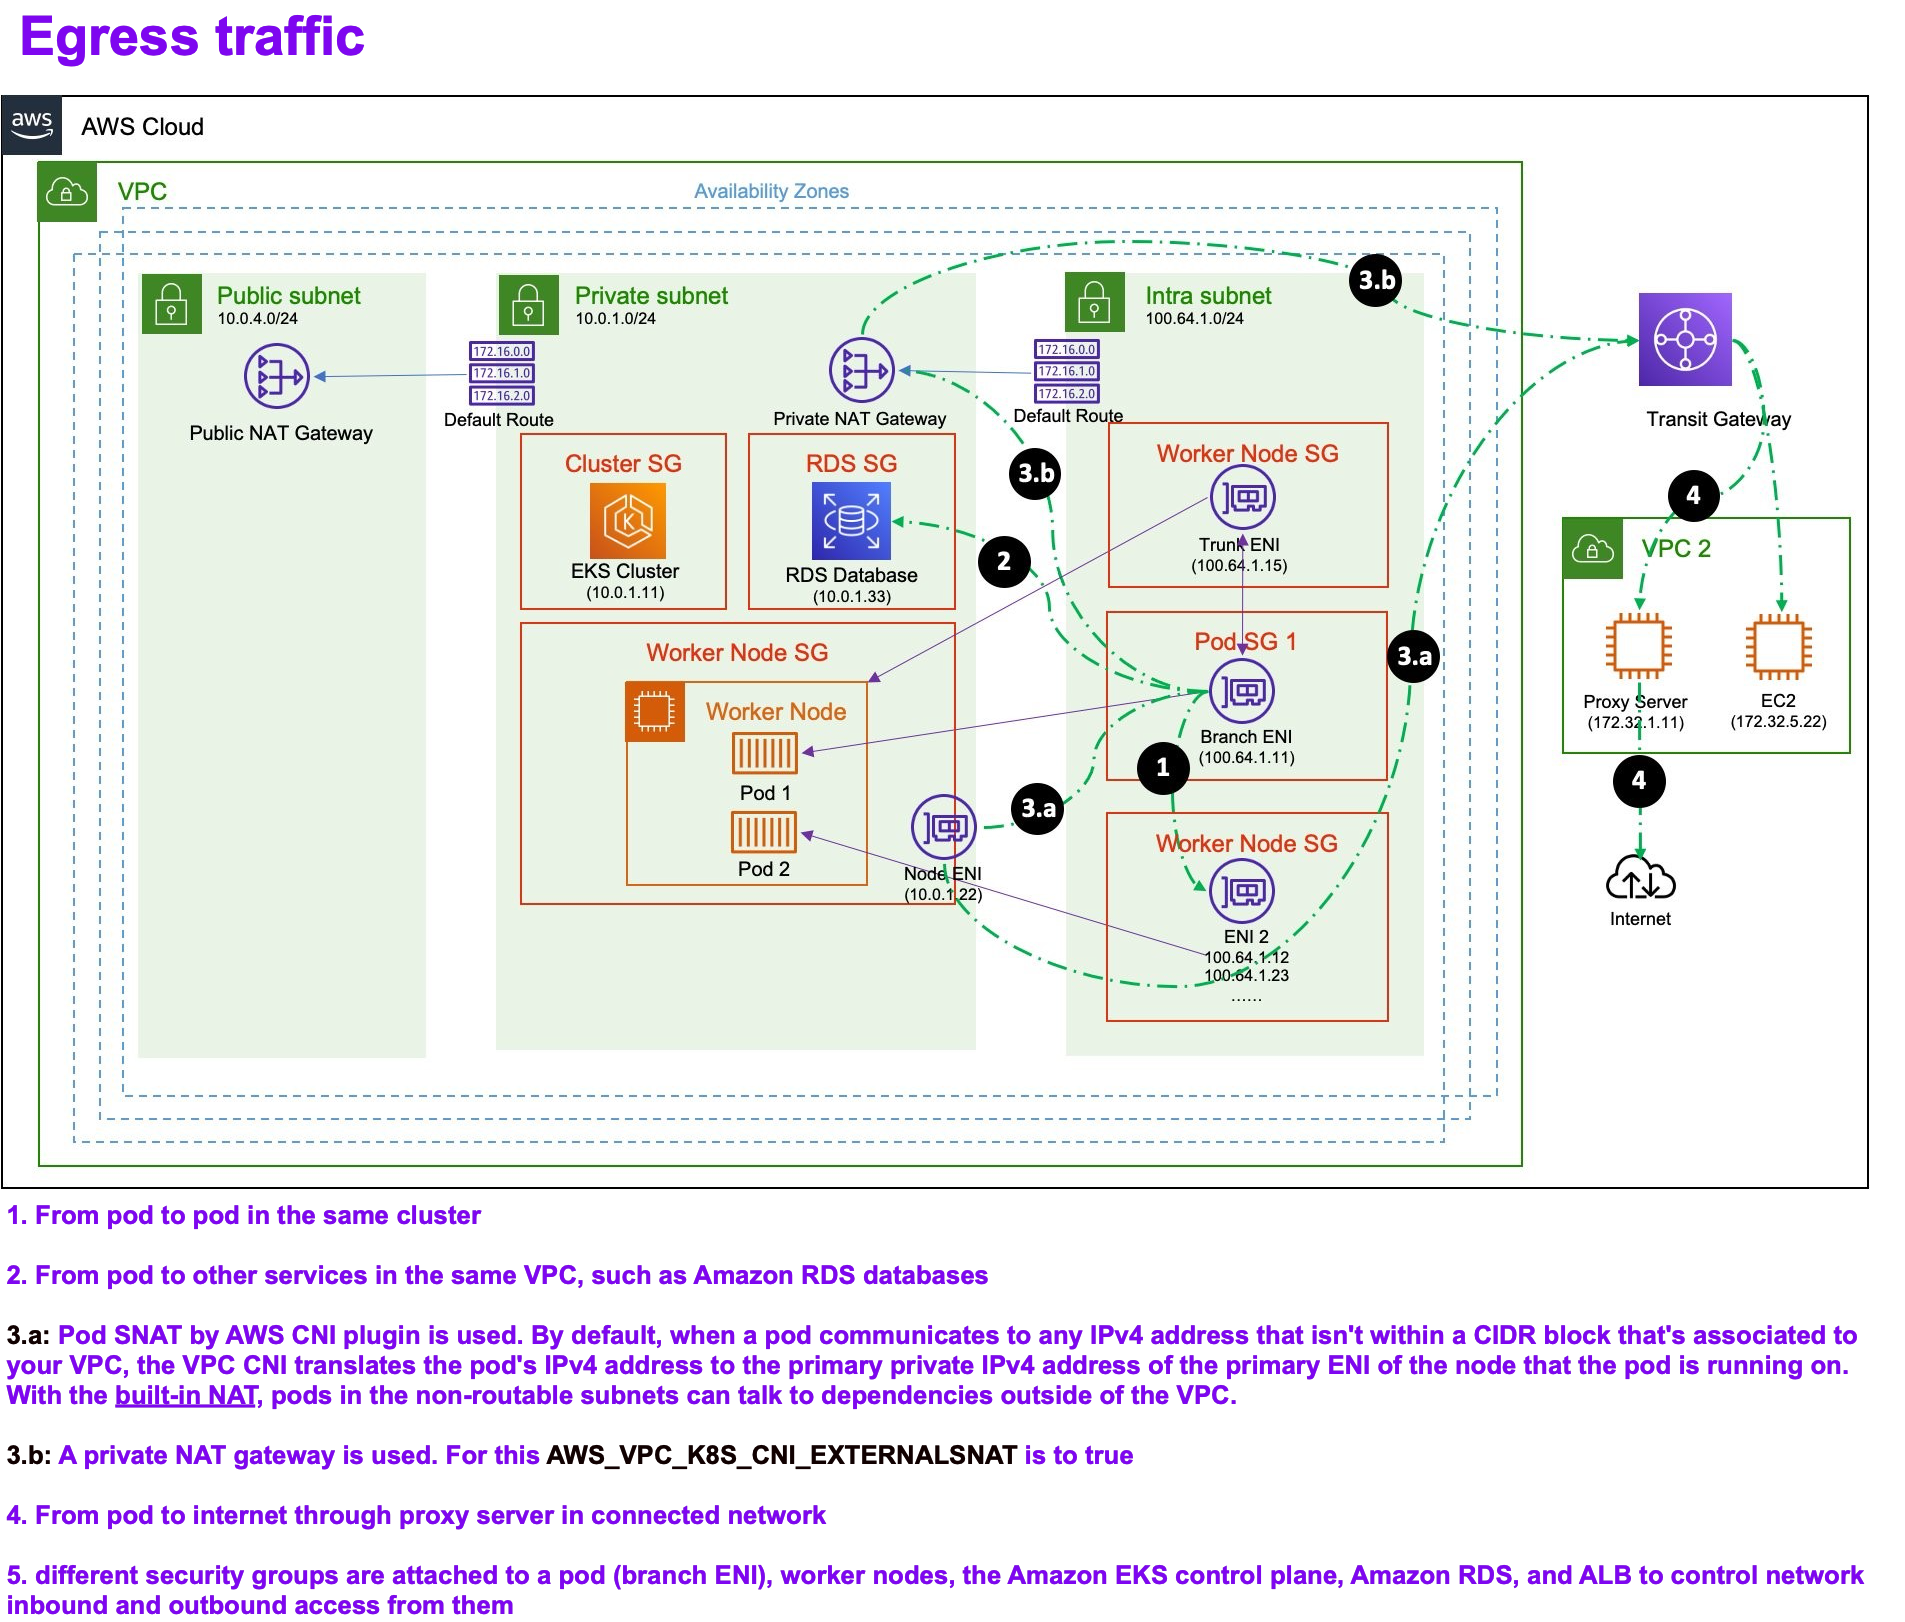 Egress traffic
aws
AWS Cloud
VPC
Availability Zones
Public subnet
10.0.4.0/24
Public NAT Gateway
172.16.0.0
172.16.1.0
172.16.2.0
Default Route
Private subnet
10.0.1.0/24
Private NAT Gateway
172.16.0.0
172.16.1.0
172.16.2.0
Default Route
Intra subnet
100.64.1.0/24
Cluster SG
EKS Cluster
(10.0.1.11)
RDS SG
RDS Database
(10.0.1.33)
Worker Node SG
Worker Node
Pod 1
Pod 2
Node ENI
(10.0.1.22)
Worker Node SG
Trunk ENI
(100.64.1.15)
Pod SG 1
Branch ENI
(100.64.1.11)
Worker Node SG
ENI 2
100.64.1.12
100.64.1.23
......
3.b
3.b
2
3.a
1
3.a
Transit Gateway
4
VPC 2
Proxy Server
(172.32.1.11)
EC2
(172.32.5.22)
4
Internet
1. From pod to pod in the same cluster
2. From pod to other services in the same VPC, such as Amazon RDS databases
3.a: Pod SNAT by AWS CNI plugin is used. By default, when a pod communicates to any IPv4 address that isn't within a CIDR block that's associated to
your VPC, the VPC CNI translates the pod's IPv4 address to the primary private IPv4 address of the primary ENI of the node that the pod is running on.
With the built-in NAT, pods in the non-routable subnets can talk to dependencies outside of the VPC.
3.b: A private NAT gateway is used. For this AWS_VPC_K8S_CNI_EXTERNALSNAT is to true
4. From pod to internet through proxy server in connected network
5. different security groups are attached to a pod (branch ENI), worker nodes, the Amazon EKS control plane, Amazon RDS, and ALB to control network
inbound and outbound access from them